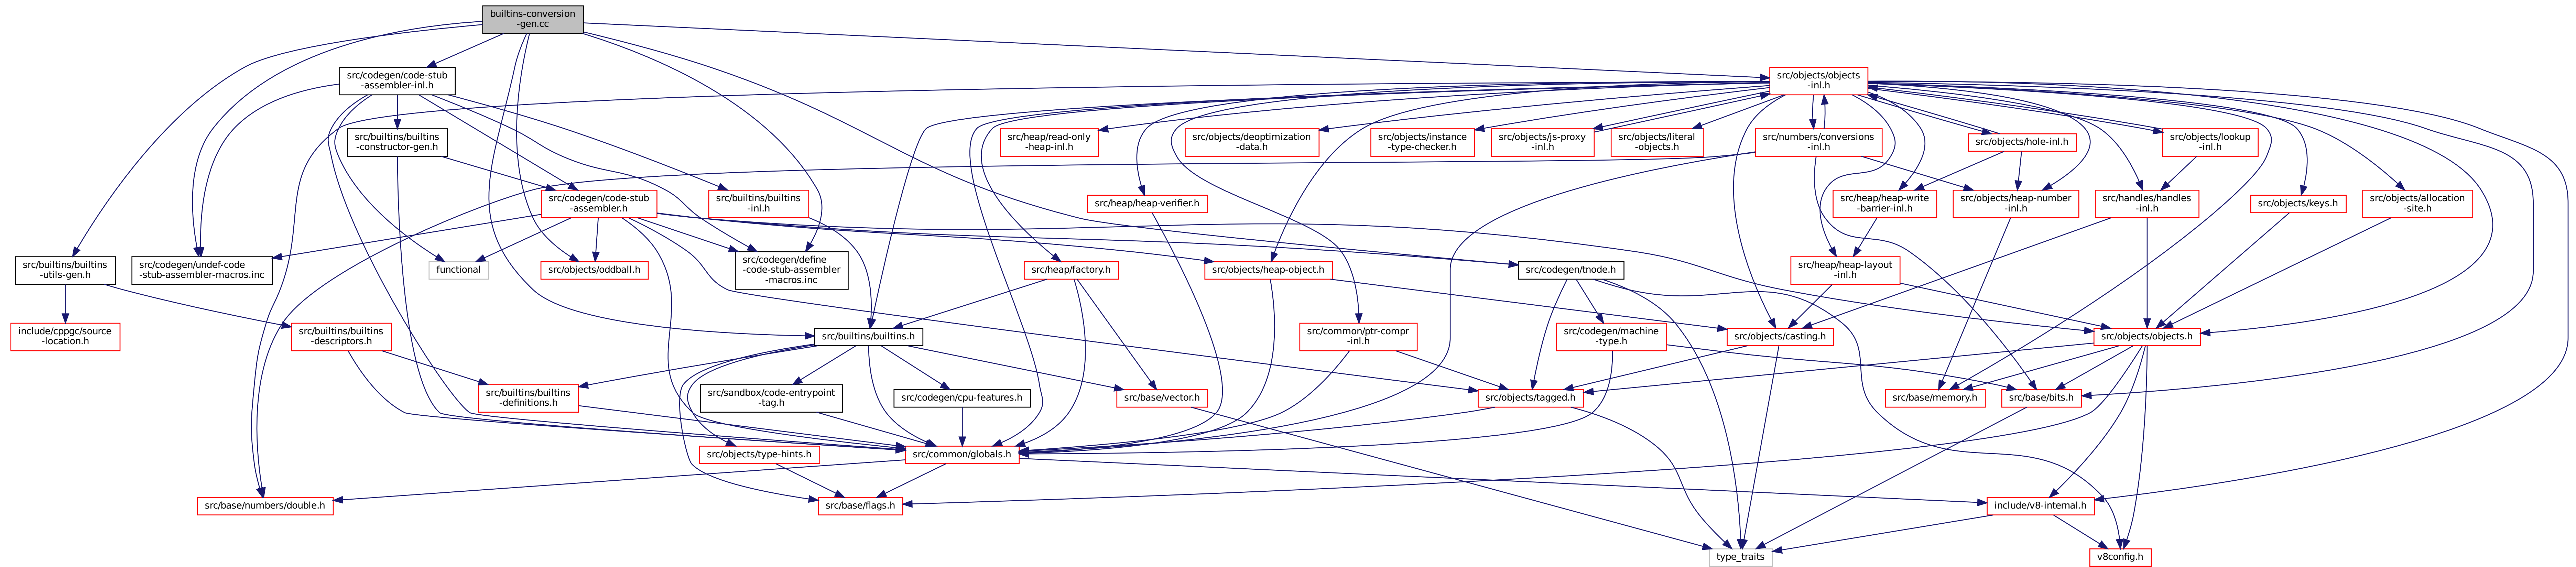 builtins-conversion
-gen.cc
src/codegen/code-stub
-assembler-inl.h
src/objects/objects
-inl.h
src/builtins/builtins
-constructor-gen.h
src/heap/read-only
-heap-inl.h
src/objects/deoptimization
-data.h
src/objects/instance
-type-checker.h
src/objects/js-proxy
-inl.h
src/objects/literal
-objects.h
src/numbers/conversions
-inl.h
src/objects/hole-inl.h
src/objects/lookup
-inl.h
src/codegen/code-stub
-assembler.h
src/builtins/builtins
-inl.h
src/heap/heap-verifier.h
src/heap/heap-write
-barrier-inl.h
src/objects/heap-number
-inl.h
src/handles/handles
-inl.h
src/objects/keys.h
src/objects/allocation
-site.h
src/builtins/builtins
-utils-gen.h
src/codegen/undef-code
-stub-assembler-macros.inc
functional
src/objects/oddball.h
src/codegen/define
-code-stub-assembler
-macros.inc
src/heap/factory.h
src/objects/heap-object.h
src/codegen/tnode.h
src/heap/heap-layout
-inl.h
include/cppgc/source
-location.h
src/builtins/builtins
-descriptors.h
src/builtins/builtins.h
src/common/ptr-compr
-inl.h
src/codegen/machine
-type.h
src/objects/casting.h
src/objects/objects.h
src/builtins/builtins
-definitions.h
src/sandbox/code-entrypoint
-tag.h
src/codegen/cpu-features.h
src/base/vector.h
src/objects/tagged.h
src/base/memory.h
src/base/bits.h
src/objects/type-hints.h
src/common/globals.h
src/base/numbers/double.h
src/base/flags.h
include/v8-internal.h
type_traits
v8config.h